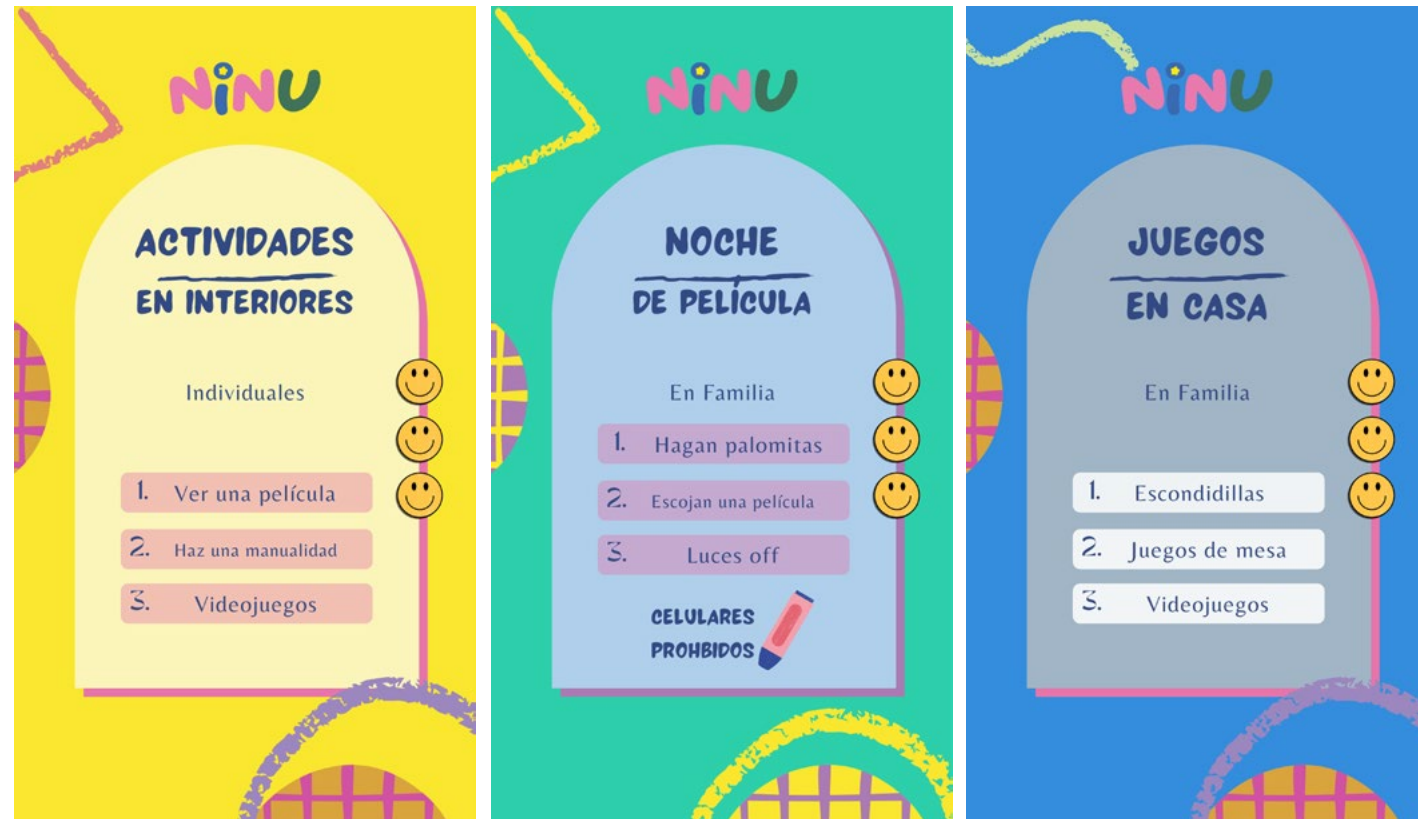 NiNU
ACTIVIDADES
EN INTERIORES
Individuales
1. Ver una película
2. Haz una manualidad
3. Videojuegos
NiNU
NOCHE
DE PELÍCULA
En Familia
1. Hagan palomitas
2. Escojan una película
3. Luces off
CELULARES
PROHBIDOS
NiNU
JUEGOS
EN CASA
En Familia
1. Escondidillas
2. Juegos de mesa
3. Videojuegos